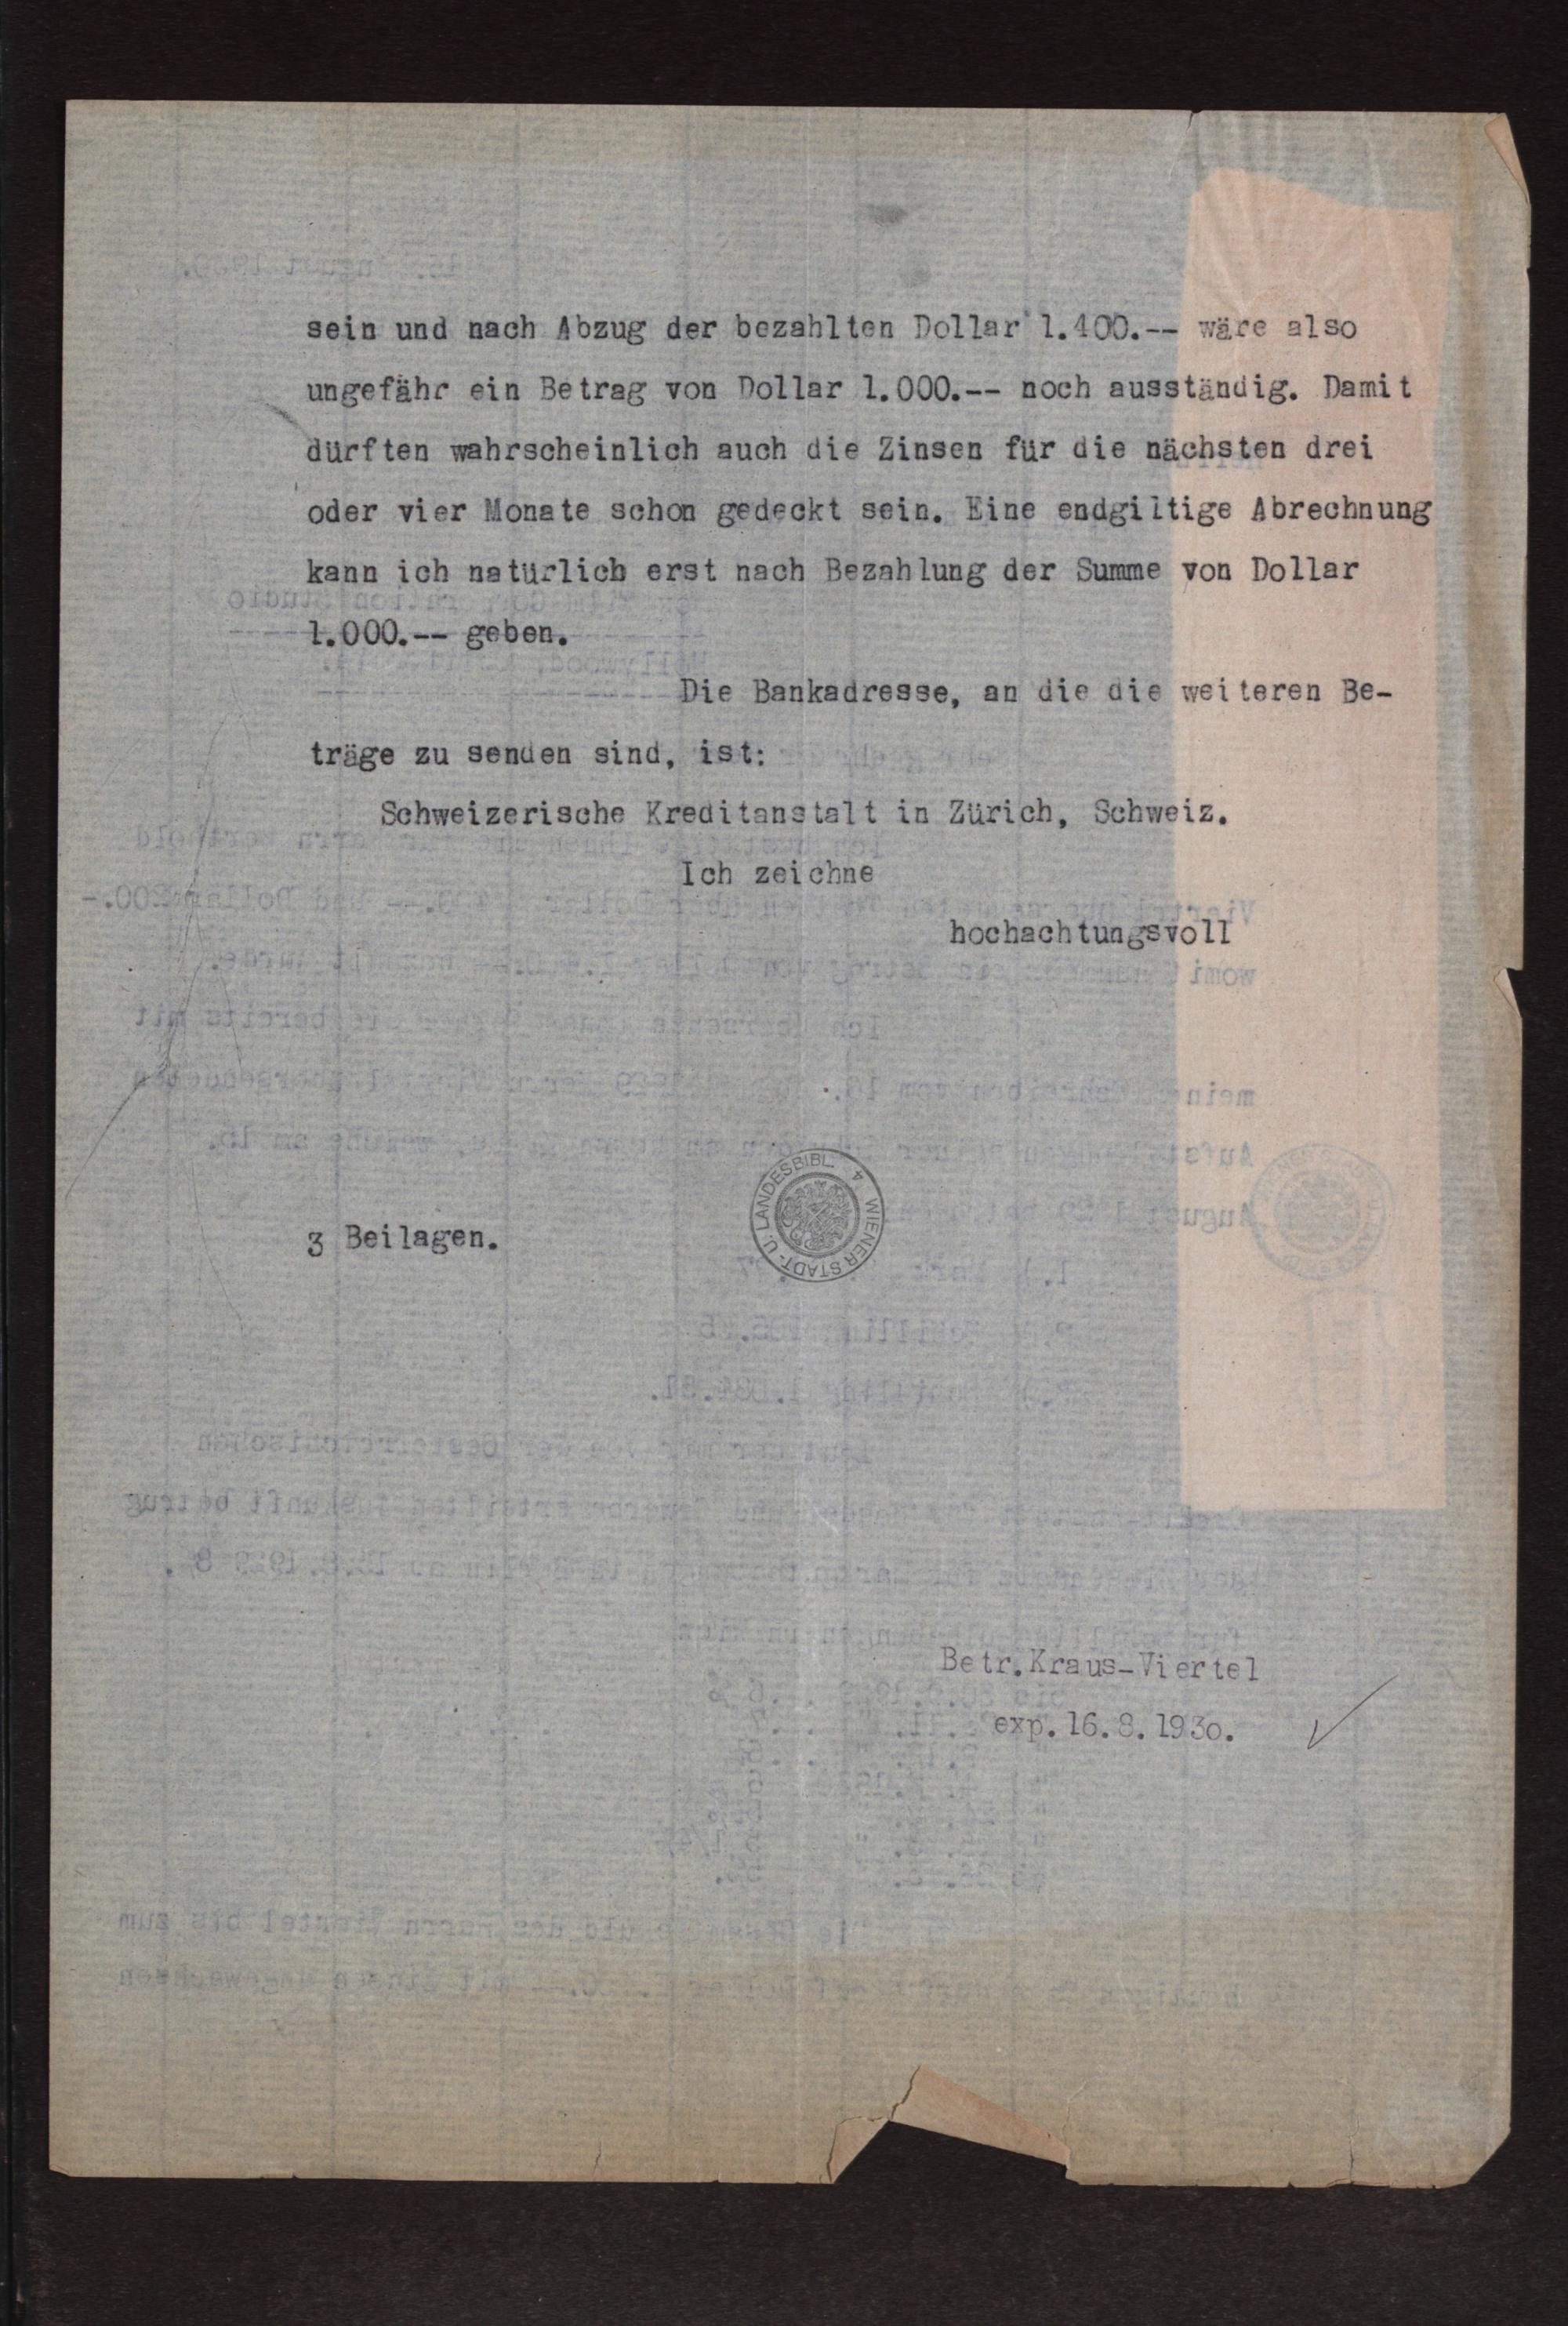 sein und nach Abzug der bezahlten Dollar 1.400.-- wäre also
ungefähr ein Betrag von Dollar 1.000.-- noch ausständig. Damit
dürften wahrscheinlich auch die Zinsen für die nächsten drei
oder vier Monate schon gedeckt sein. Eine endgiltige Abrechnung
kann ich natürlich erst nach Bezahlung der Summe von Dollar
1.000.-- geben.
Die Bankadresse, an die die weiteren Be-
träge zu senden sind, ist:
Schweizerische Kreditanstalt in Zürich, Schweiz.
Ich zeichne
hochachtungsvoll
WIENER STADT- U. LANDESBIBL. 4
3 Beilagen.
Betr. Kraus-Viertel
exp. 16.8.1930.